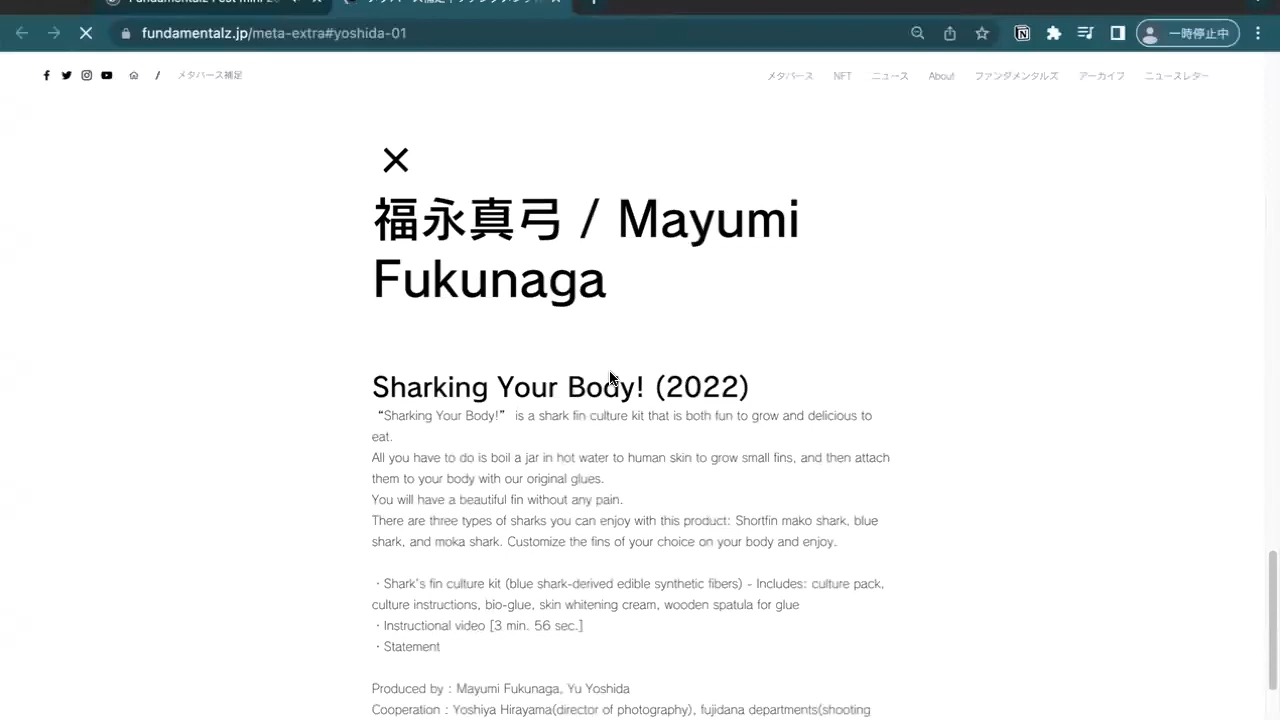 fundamentalz.jp/meta-extra#yoshida-01
一時停止中
/ メタバース補足
メタバース NFT ニュース About ファンダメンタルズ アーカイブ ニュースレター
×
福永真弓 / Mayumi
Fukunaga
Sharking Your Body! (2022)
“Sharking Your Body!” is a shark fin culture kit that is both fun to grow and delicious to
eat.
All you have to do is boil a jar in hot water to human skin to grow small fins, and then attach
them to your body with our original glues.
You will have a beautiful fin without any pain.
There are three types of sharks you can enjoy with this product: Shortfin mako shark, blue
shark, and moka shark. Customize the fins of your choice on your body and enjoy.
・Shark's fin culture kit (blue shark-derived edible synthetic fibers) - Includes: culture pack,
culture instructions, bio-glue, skin whitening cream, wooden spatula for glue
・Instructional video [3 min. 56 sec.]
・Statement
Produced by : Mayumi Fukunaga, Yu Yoshida
Cooperation : Yoshiya Hirayama(director of photography), fujidana departments(shooting